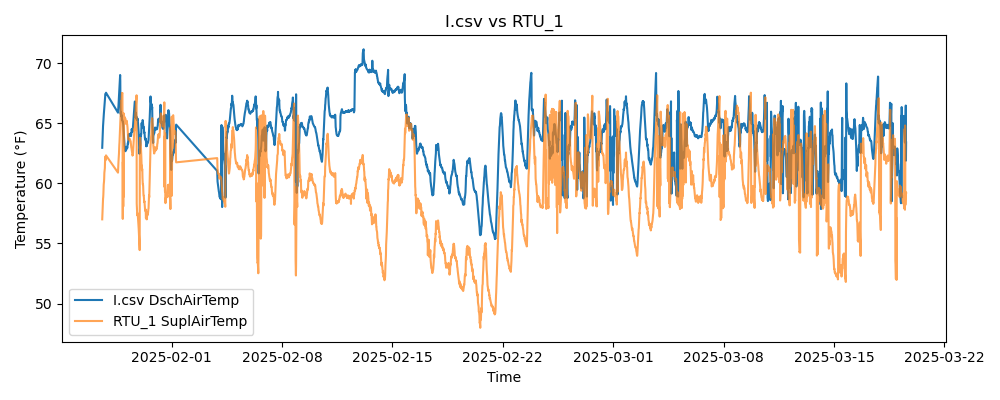 I.csv vs RTU_1
Temperature (°F)
70
65
60
55
50
I.csv DschAirTemp
RTU_1 SuplAirTemp
2025-02-01 2025-02-08 2025-02-15 2025-02-22 2025-03-01 2025-03-08 2025-03-15 2025-03-22
Time